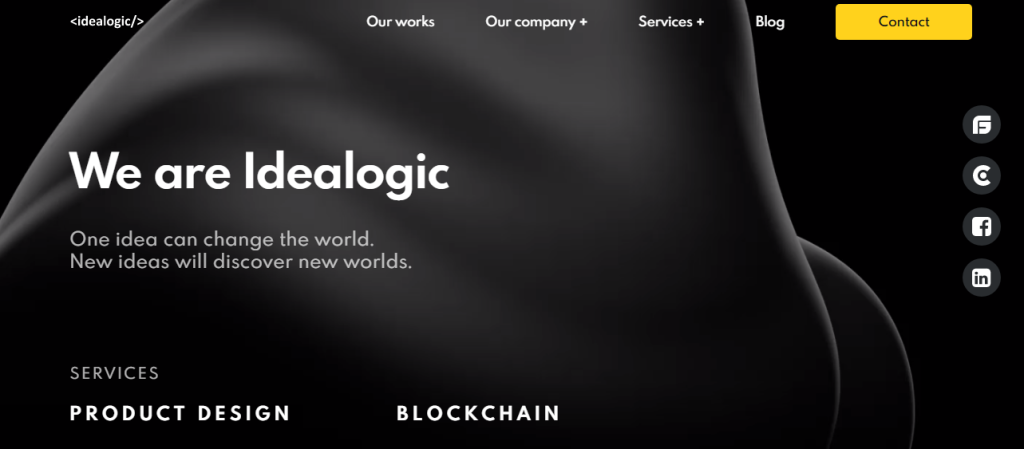 <idealogic/>
Our works
Our company +
Services +
Blog
Contact
We are Idealogic
One idea can change the world.
New ideas will discover new worlds.
SERVICES
PRODUCT DESIGN
BLOCKCHAIN